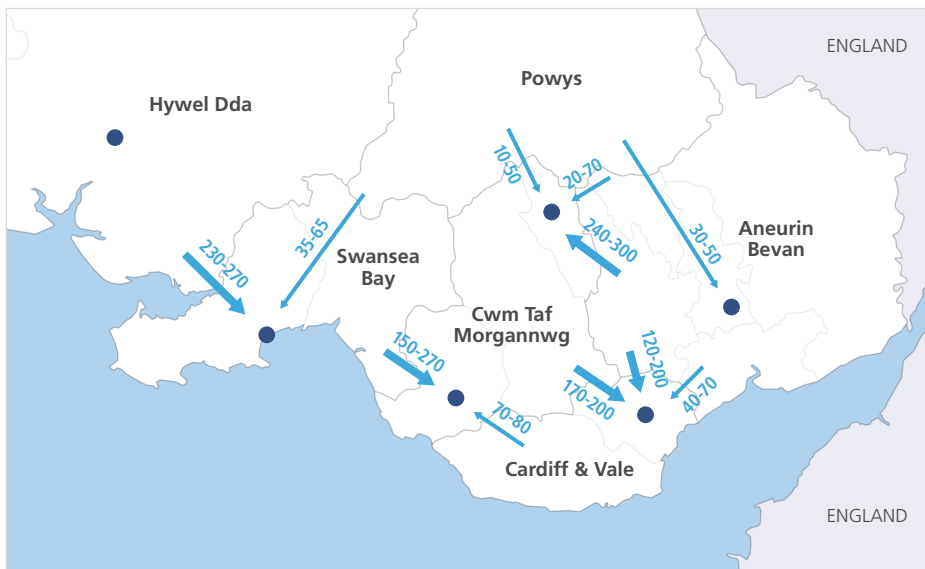 ENGLAND
Powys
Hywel Dda
10-50
20-70
35-65
230-270
240-300
30-50
Aneurin
Bevan
Swansea
Bay
Cwm Taf
Morgannwg
150-270
120-200
170-200
40-70
70-80
Cardiff & Vale
ENGLAND